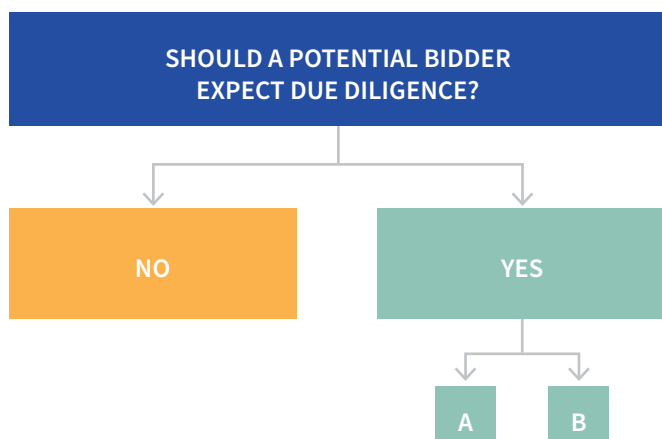 SHOULD A POTENTIAL BIDDER
EXPECT DUE DILIGENCE?
NO
YES
A
B